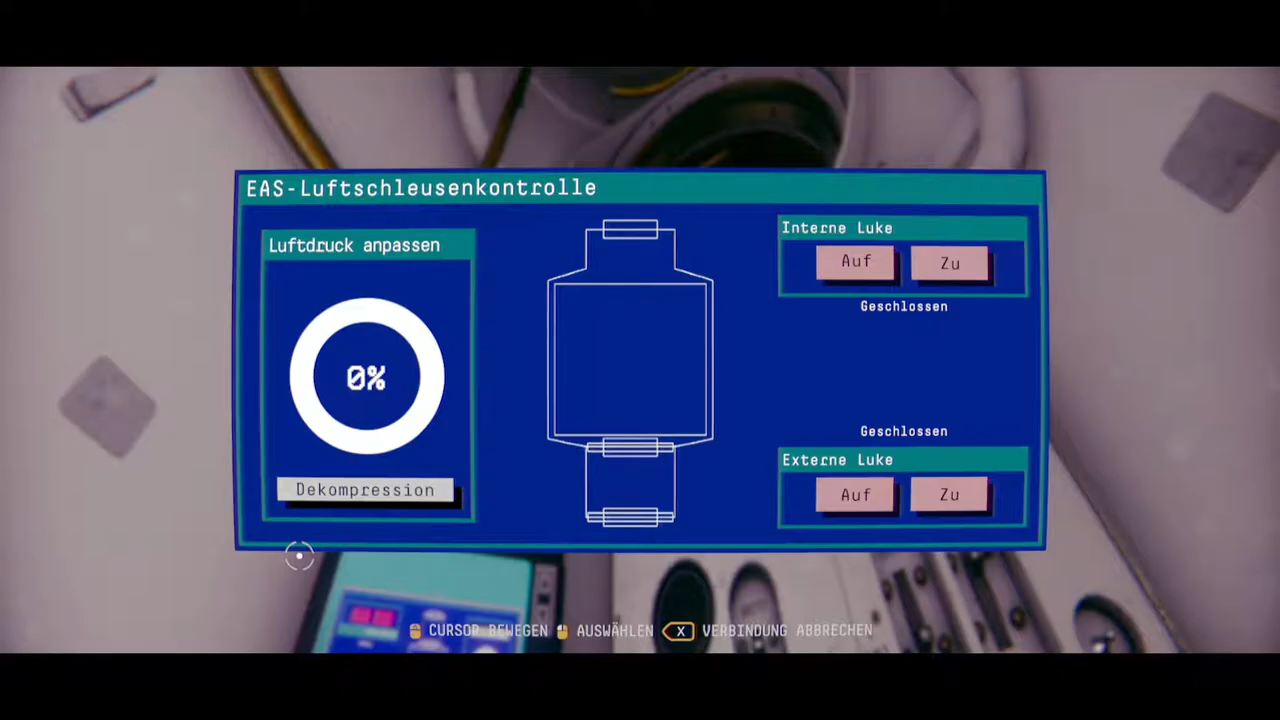 EAS-Luftschleusenkontrolle
Luftdruck anpassen
0%
Dekompression
Interne Luke
Auf
Zu
Geschlossen
Geschlossen
Externe Luke
Auf
Zu
CURSOR BEWEGEN AUSWÄHLEN X VERBINDUNG ABBRECHEN